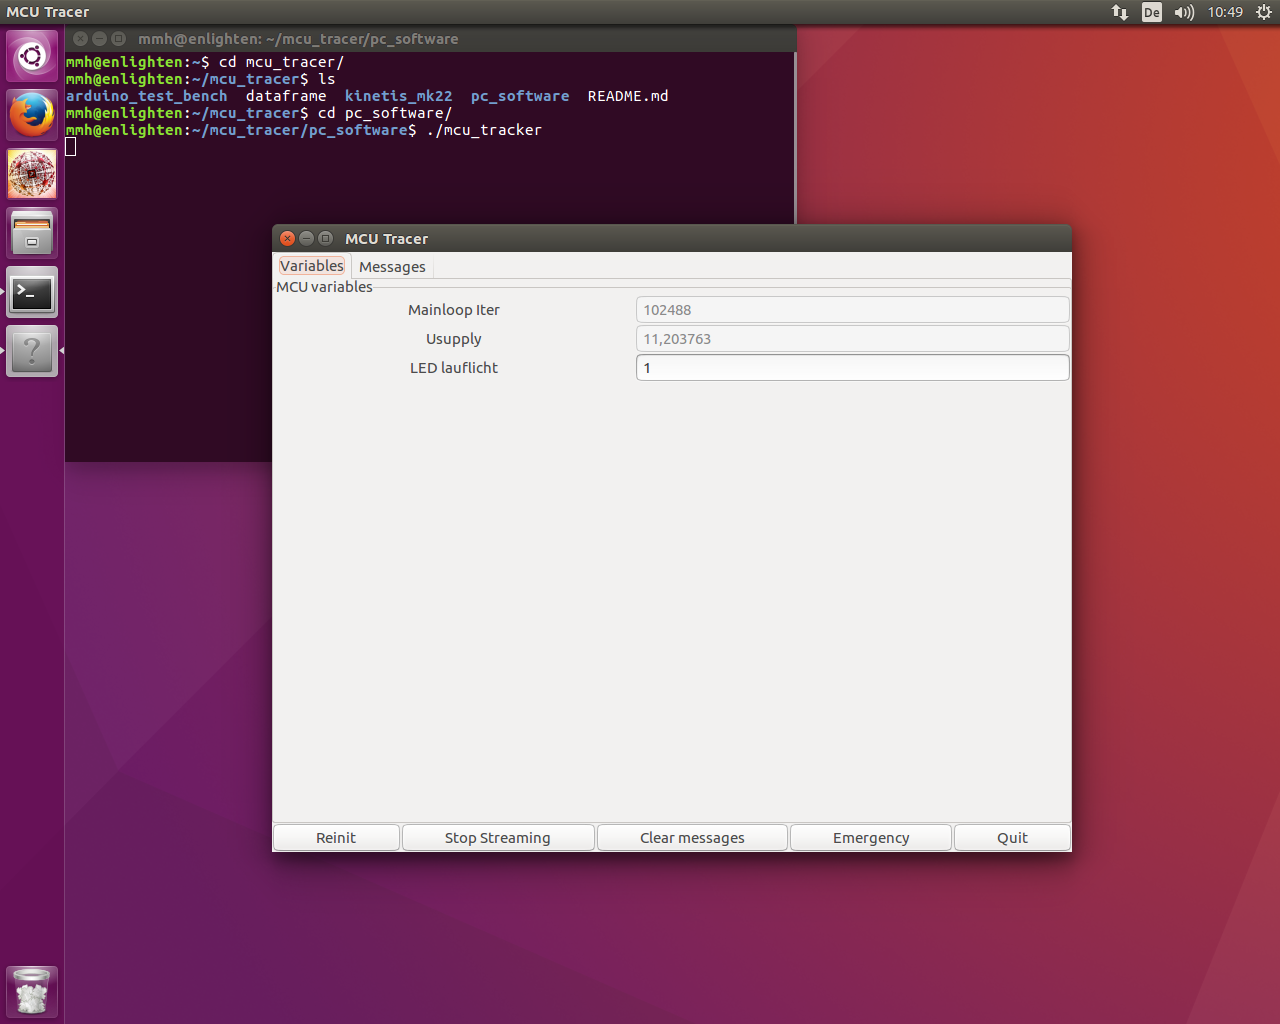 MCU Tracer
De
10:49
mmh@enlighten: ~/mcu_tracer/pc_software
mmh@enlighten:~$ cd mcu_tracer/
mmh@enlighten:~/mcu_tracer$ ls
arduino_test_bench dataframe kinetis_mk22 pc_software README.md
mmh@enlighten:~/mcu_tracer$ cd pc_software/
mmh@enlighten:~/mcu_tracer/pc_software$ ./mcu_tracker
MCU Tracer
Variables Messages
MCU variables
Mainloop Iter 102488
Usupply 11,203763
LED lauflicht 1
Reinit Stop Streaming Clear messages Emergency Quit